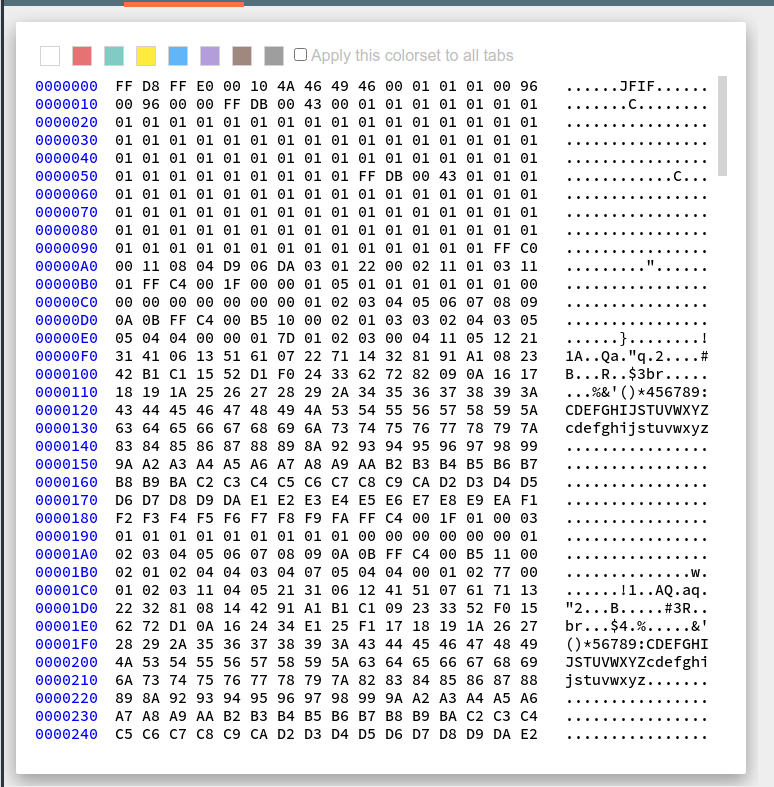 Apply this colorset to all tabs
0000000 FF D8 FF E0 00 10 4A 46 49 46 00 01 01 01 00 96 ......JFIF......
0000010 00 96 00 00 FF DB 00 43 00 01 01 01 01 01 01 01 .......C........
0000020 01 01 01 01 01 01 01 01 01 01 01 01 01 01 01 01 ................
0000030 01 01 01 01 01 01 01 01 01 01 01 01 01 01 01 01 ................
0000040 01 01 01 01 01 01 01 01 01 01 01 01 01 01 01 01 ................
0000050 01 01 01 01 01 01 01 01 01 FF DB 00 43 01 01 01 ............C...
0000060 01 01 01 01 01 01 01 01 01 01 01 01 01 01 01 01 ................
0000070 01 01 01 01 01 01 01 01 01 01 01 01 01 01 01 01 ................
0000080 01 01 01 01 01 01 01 01 01 01 01 01 01 01 01 01 ................
0000090 01 01 01 01 01 01 01 01 01 01 01 01 01 01 FF C0 ................
00000A0 00 11 08 04 D9 06 DA 03 01 22 00 02 11 01 03 11 ........."......
00000B0 01 FF C4 00 1F 00 00 01 05 01 01 01 01 01 01 00 ................
00000C0 00 00 00 00 00 00 00 01 02 03 04 05 06 07 08 09 ................
00000D0 0A 0B FF C4 00 B5 10 00 02 01 03 03 02 04 03 05 ................
00000E0 05 04 04 00 00 01 7D 01 02 03 00 04 11 05 12 21 ......}........!
00000F0 31 41 06 13 51 61 07 22 71 14 32 81 91 A1 08 23 1A..Qa."q.2....#
0000100 42 B1 C1 15 52 D1 F0 24 33 62 72 82 09 0A 16 17 B...R..$3br.....
0000110 18 19 1A 25 26 27 28 29 2A 34 35 36 37 38 39 3A ...%&'()*456789:
0000120 43 44 45 46 47 48 49 4A 53 54 55 56 57 58 59 5A CDEFGHIJSTUVWXYZ
0000130 63 64 65 66 67 68 69 6A 73 74 75 76 77 78 79 7A cdefghijstuvwxyz
0000140 83 84 85 86 87 88 89 8A 92 93 94 95 96 97 98 99 ................
0000150 9A A2 A3 A4 A5 A6 A7 A8 A9 AA B2 B3 B4 B5 B6 B7 ................
0000160 B8 B9 BA C2 C3 C4 C5 C6 C7 C8 C9 CA D2 D3 D4 D5 ................
0000170 D6 D7 D8 D9 DA E1 E2 E3 E4 E5 E6 E7 E8 E9 EA F1 ................
0000180 F2 F3 F4 F5 F6 F7 F8 F9 FA FF C4 00 1F 01 00 03 ................
0000190 01 01 01 01 01 01 01 01 01 00 00 00 00 00 00 01 ................
00001A0 02 03 04 05 06 07 08 09 0A 0B FF C4 00 B5 11 00 ................
00001B0 02 01 02 04 04 03 04 07 05 04 04 00 01 02 77 00 ..............w.
00001C0 01 02 03 11 04 05 21 31 06 12 41 51 07 61 71 13 ......!1..AQ.aq.
00001D0 22 32 81 08 14 42 91 A1 B1 C1 09 23 33 52 F0 15 "2...B.....#3R..
00001E0 62 72 D1 0A 16 24 34 E1 25 F1 17 18 19 1A 26 27 br...$4.%.....&'
00001F0 28 29 2A 35 36 37 38 39 3A 43 44 45 46 47 48 49 ()*56789:CDEFGHI
0000200 4A 53 54 55 56 57 58 59 5A 63 64 65 66 67 68 69 JSTUVWXYZcdefghi
0000210 6A 73 74 75 76 77 78 79 7A 82 83 84 85 86 87 88 jstuvwxyz.......
0000220 89 8A 92 93 94 95 96 97 98 99 9A A2 A3 A4 A5 A6 ................
0000230 A7 A8 A9 AA B2 B3 B4 B5 B6 B7 B8 B9 BA C2 C3 C4 ................
0000240 C5 C6 C7 C8 C9 CA D2 D3 D4 D5 D6 D7 D8 D9 DA E2 ................